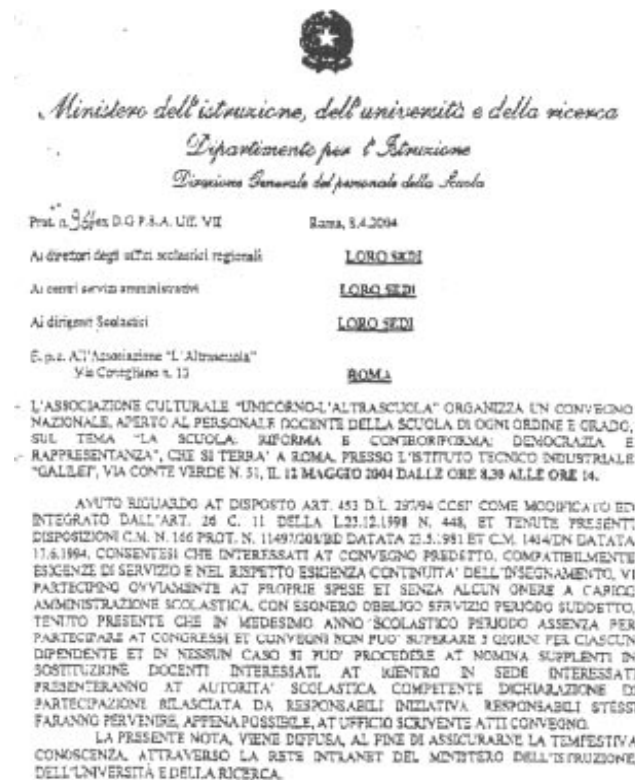 Ministero dell'istruzione, dell'università e della ricerca
Dipartimento per l'Istruzione
Direzione Generale del personale della Scuola
Prot. n. ex D.G.P.S.A. Uff. VII Roma, 8.4.2004
Ai direttori degli uffici scolastici regionali LORO SEDI
Ai centri servizi amministrativi LORO SEDI
Ai dirigenti Scolastici LORO SEDI
E. p.c. All'Associazione "L'Altrascuola"
Via n. 13 ROMA
L'ASSOCIAZIONE CULTURALE "UNICORNO-L'ALTRASCUOLA" ORGANIZZA UN CONVEGNO
NAZIONALE, APERTO AL PERSONALE DOCENTE DELLA SCUOLA DI OGNI ORDINE E GRADO,
SUL TEMA "LA SCUOLA: RIFORMA E CONTRORIFORMA: DEMOCRAZIA E
RAPPRESENTANZA", CHE SI TERRA' A ROMA, PRESSO L'ISTITUTO TECNICO INDUSTRIALE
"GALILEI", VIA CONTE VERDE N. 51, IL 12 MAGGIO 2004 DALLE ORE 8,30 ALLE ORE 14.
AVUTO RIGUARDO AT DISPOSTO ART. 453 D.L. 297/94 COSI' COME MODIFICATO ED
INTEGRATO DALL'ART. 26 C. 11 DELLA L.23.12.1998 N. 448, ET TENUTE PRESENTI
DISPOSIZIONI C.M. N. 166 PROT. N. DATATA ET C.M. DATATA
CONSENTESI CHE INTERESSATI AT CONVEGNO PREDETTO, COMPATIBILMENTE
ESIGENZE DI SERVIZIO E NEL RISPETTO ESIGENZA CONTINUITA' DELL'INSEGNAMENTO, VI
PARTECIPINO OVVIAMENTE AT PROPRIE SPESE ET SENZA ALCUN ONERE A CARICO
AMMINISTRAZIONE SCOLASTICA, CON ESONERO OBBLIGO SERVIZIO PERIODO SUDDETTO,
TENUTO PRESENTE CHE IN MEDESIMO ANNO SCOLASTICO PERIODO ASSENZA PER
PARTECIPARE AT CONGRESSI ET CONVEGNI NON PUO' SUPERARE 5 GIORNI PER CIASCUN
DIPENDENTE ET IN NESSUN CASO SI PUO' PROCEDERE AT NOMINA SUPPLENTI IN
SOSTITUZIONE DOCENTI INTERESSATI. AT RIENTRO IN SEDE INTERESSATI
PRESENTERANNO AT AUTORITA' SCOLASTICA COMPETENTE DICHIARAZIONE DI
PARTECIPAZIONE RILASCIATA DA RESPONSABILI INIZIATIVA. RESPONSABILI STESSI
FARANNO PERVENIRE, APPENA POSSIBILE, AT UFFICIO SCRIVENTE ATTI CONVEGNO.
LA PRESENTE NOTA, VIENE DIFFUSA, AL FINE DI ASSICURARNE LA TEMPESTIVA
CONOSCENZA, ATTRAVERSO LA RETE INTRANET DEL MINISTERO DELL'ISTRUZIONE
DELL'UNIVERSITÀ E DELLA RICERCA.